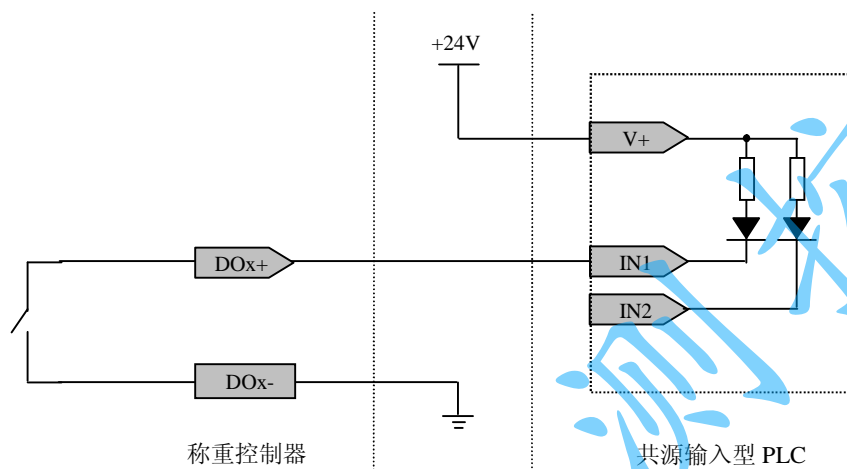 +24V
V+
DOx+
IN1
IN2
DOx-
称重控制器
共源输入型 PLC